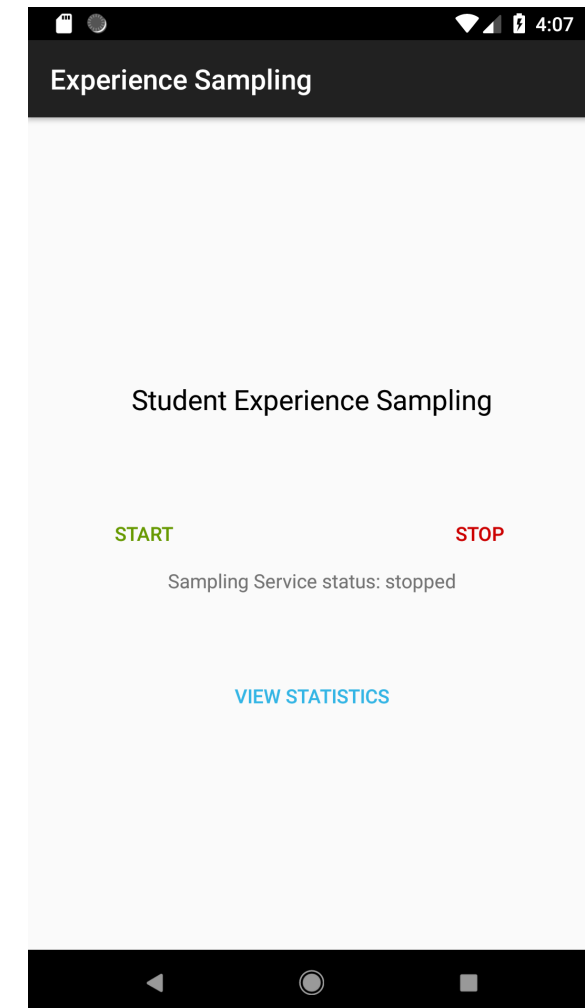 4:07
Experience Sampling
Student Experience Sampling
START STOP
Sampling Service status: stopped
VIEW STATISTICS